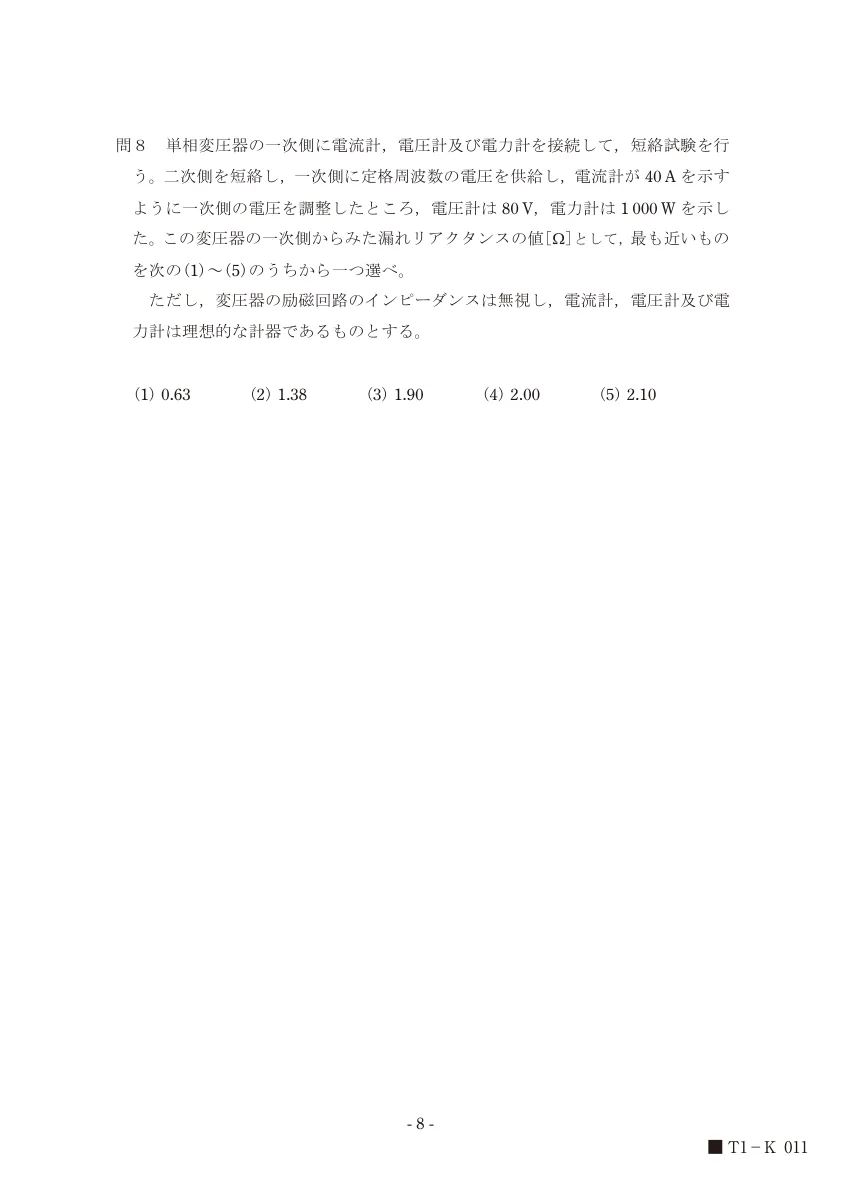 問8 単相変圧器の一次側に電流計,電圧計及び電力計を接続して,短絡試験を行
う。二次側を短絡し,一次側に定格周波数の電圧を供給し,電流計が 40 A を示す
ように一次側の電圧を調整したところ,電圧計は 80 V,電力計は 1 000 W を示し
た。この変圧器の一次側からみた漏れリアクタンスの値[Ω]として,最も近いもの
を次の(1)~(5)のうちから一つ選べ。
ただし,変圧器の励磁回路のインピーダンスは無視し,電流計,電圧計及び電
力計は理想的な計器であるものとする。
(1) 0.63 (2) 1.38 (3) 1.90 (4) 2.00 (5) 2.10
- 8 -
■ T1-K 011